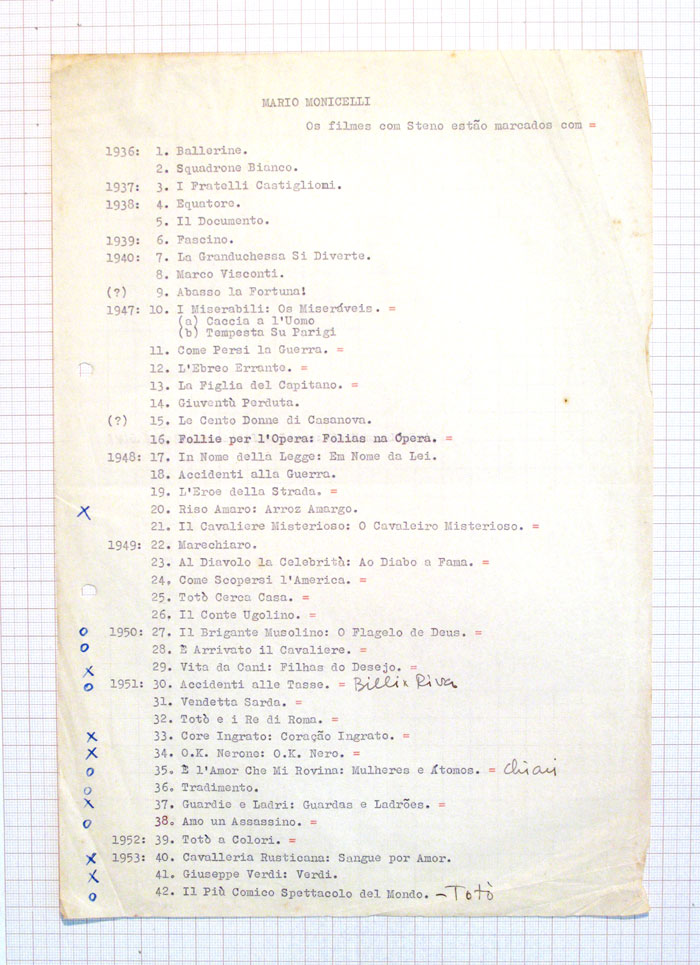 MARIO MONICELLI
Os filmes com Steno estão marcados com =
1936: 1. Ballerine.
2. Squadrone Bianco.
1937: 3. I Fratelli Castiglioni.
1938: 4. Equatore.
5. Il Documento.
1939: 6. Fascino.
1940: 7. La Granduchessa Si Diverte.
8. Marco Visconti.
(?) 9. Abasso la Fortuna!
1947: 10. I Miserabili: Os Miseráveis. =
(a) Caccia a l'Uomo
(b) Tempesta Su Parigi
11. Come Persi la Guerra. =
12. L'Ebreo Errante. =
13. La Figlia del Capitano. =
14. Giuventù Perduta.
(?) 15. Le Cento Donne di Casanova.
16. Follie per l'Opera: Folias na Ópera. =
1948: 17. In Nome della Legge: Em Nome da Lei.
18. Accidenti alla Guerra.
19. L'Eroe della Strada. =
X 20. Riso Amaro: Arroz Amargo.
21. Il Cavaliere Misterioso: O Cavaleiro Misterioso. =
1949: 22. Marechiaro.
23. Al Diavolo la Celebrità: Ao Diabo a Fama. =
24. Come Scopersi l'America. =
25. Totò Cerca Casa. =
26. Il Conte Ugolino. =
o 1950: 27. Il Brigante Musolino: O Flagelo de Deus. =
o 28. È Arrivato il Cavaliere. =
x 29. Vita da Cani: Filhas do Desejo. =
o 1951: 30. Accidenti alle Tasse. = Billi x Riva
31. Vendetta Sarda. =
32. Totò e i Re di Roma. =
x 33. Core Ingrato: Coração Ingrato. =
x 34. O.K. Nerone: O.K. Nero. =
o 35. È l'Amor Che Mi Rovina: Mulheres e Átomos. = Chiari
o 36. Tradimento.
x 37. Guardie e Ladri: Guardas e Ladrões. =
o 38. Amo un Assassino. =
1952: 39. Totò a Colori. =
x 1953: 40. Cavalleria Rusticana: Sangue por Amor.
x 41. Giuseppe Verdi: Verdi.
o 42. Il Più Comico Spettacolo del Mondo. — Totò